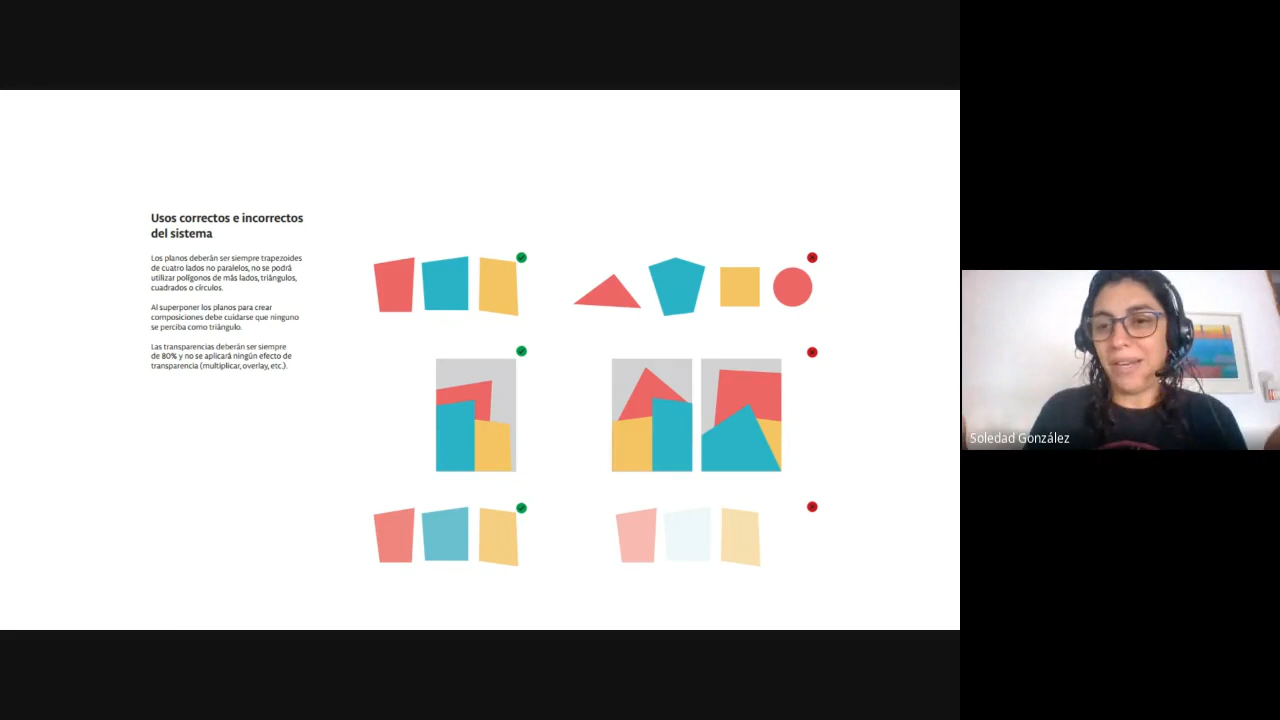 Usos correctos e incorrectos
del sistema
Los planos deberán ser siempre trapezoides
de cuatro lados no paralelos, no se podrá
utilizar polígonos de más lados, triángulos,
cuadrados o círculos.
Al superponer los planos para crear
composiciones debe cuidarse que ninguno
se perciba como triángulo.
Las transparencias deberán ser siempre
de 80% y no se aplicará ningún efecto de
transparencia (multiplicar, overlay, etc.).
Soledad González